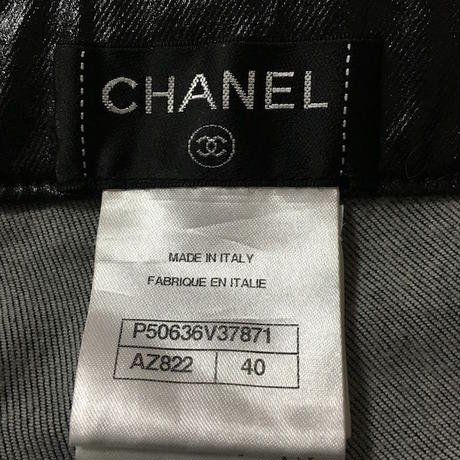 CHANEL
MADE IN ITALY
FABRIQUE EN ITALIE
P50636V37871
AZ822 40